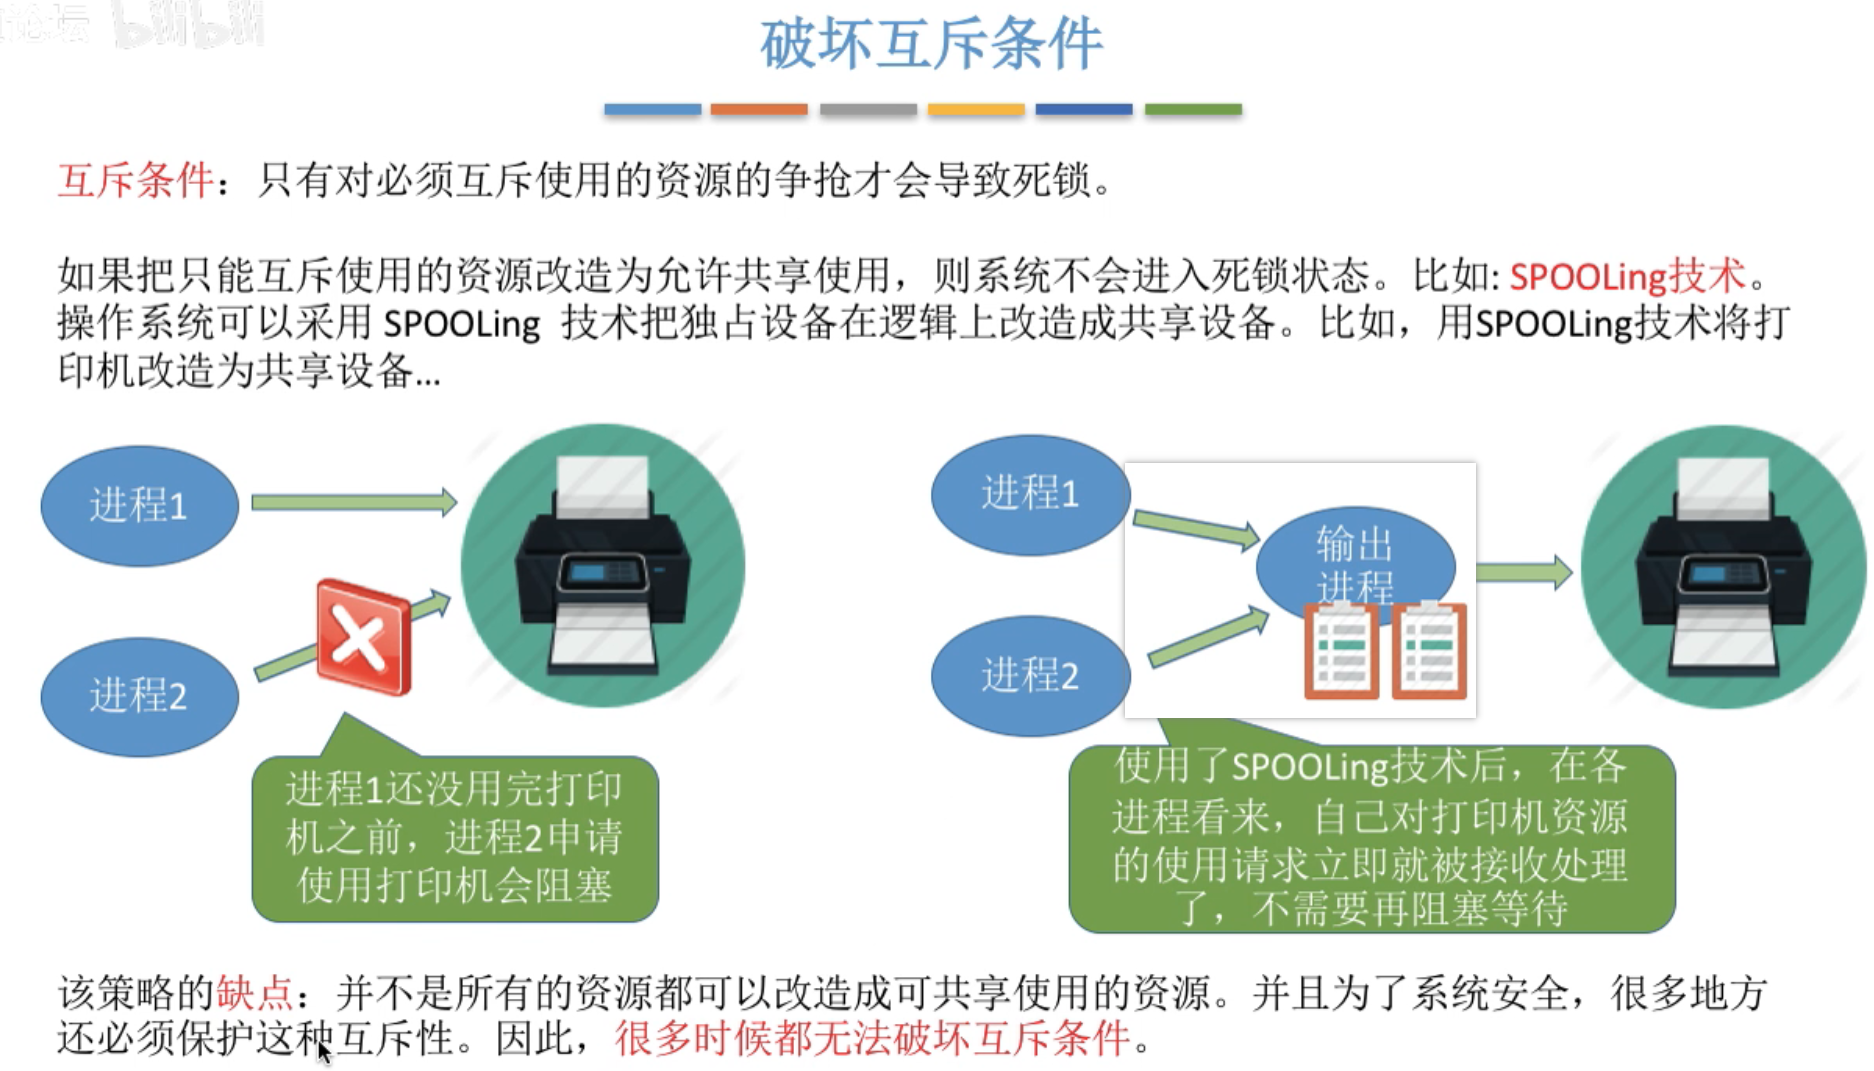 论坛 bilibili
破坏互斥条件
互斥条件：只有对必须互斥使用的资源的争抢才会导致死锁。
如果把只能互斥使用的资源改造为允许共享使用，则系统不会进入死锁状态。比如: SPOOLing技术。
操作系统可以采用 SPOOLing 技术把独占设备在逻辑上改造成共享设备。比如，用SPOOLing技术将打
印机改造为共享设备...
进程1
进程2
进程1还没用完打印
机之前，进程2申请
使用打印机会阻塞
进程1
进程2
输出
进程
使用了SPOOLing技术后，在各
进程看来，自己对打印机资源
的使用请求立即就被接收处理
了，不需要再阻塞等待
该策略的缺点：并不是所有的资源都可以改造成可共享使用的资源。并且为了系统安全，很多地方
还必须保护这种互斥性。因此，很多时候都无法破坏互斥条件。